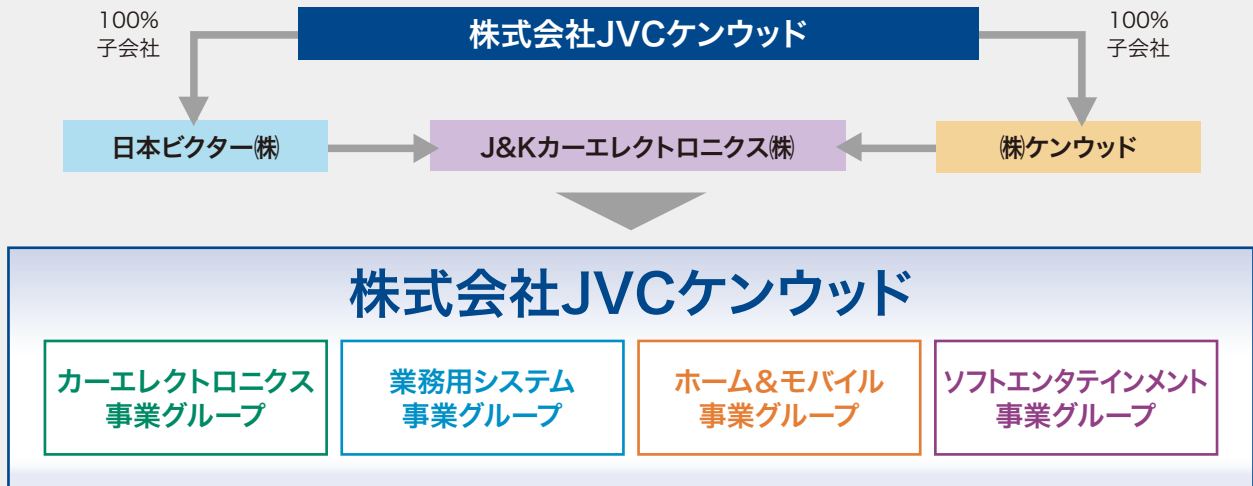 100%
子会社
株式会社JVCケンウッド
100%
子会社
日本ビクター㈱
J&Kカーエレクトロニクス㈱
㈱ケンウッド
株式会社JVCケンウッド
カーエレクトロニクス
事業グループ
業務用システム
事業グループ
ホーム&モバイル
事業グループ
ソフトエンタテインメント
事業グループ